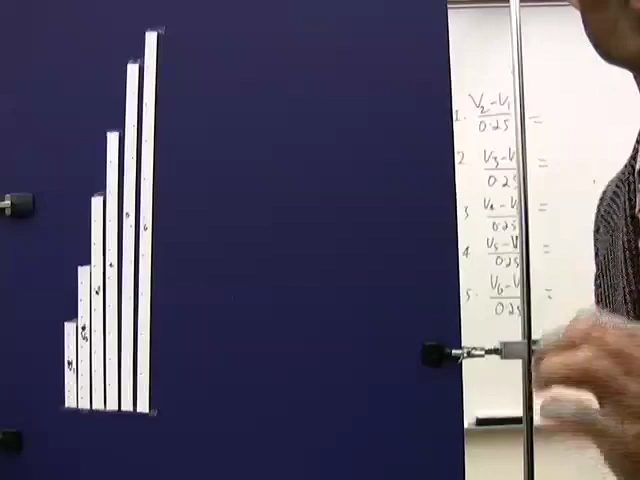 1. V2-V1 =
0.25
2 V3-V =
0.25
3 V4-V =
0.25
4 V5-V =
0.25
5. V6-V =
0.25